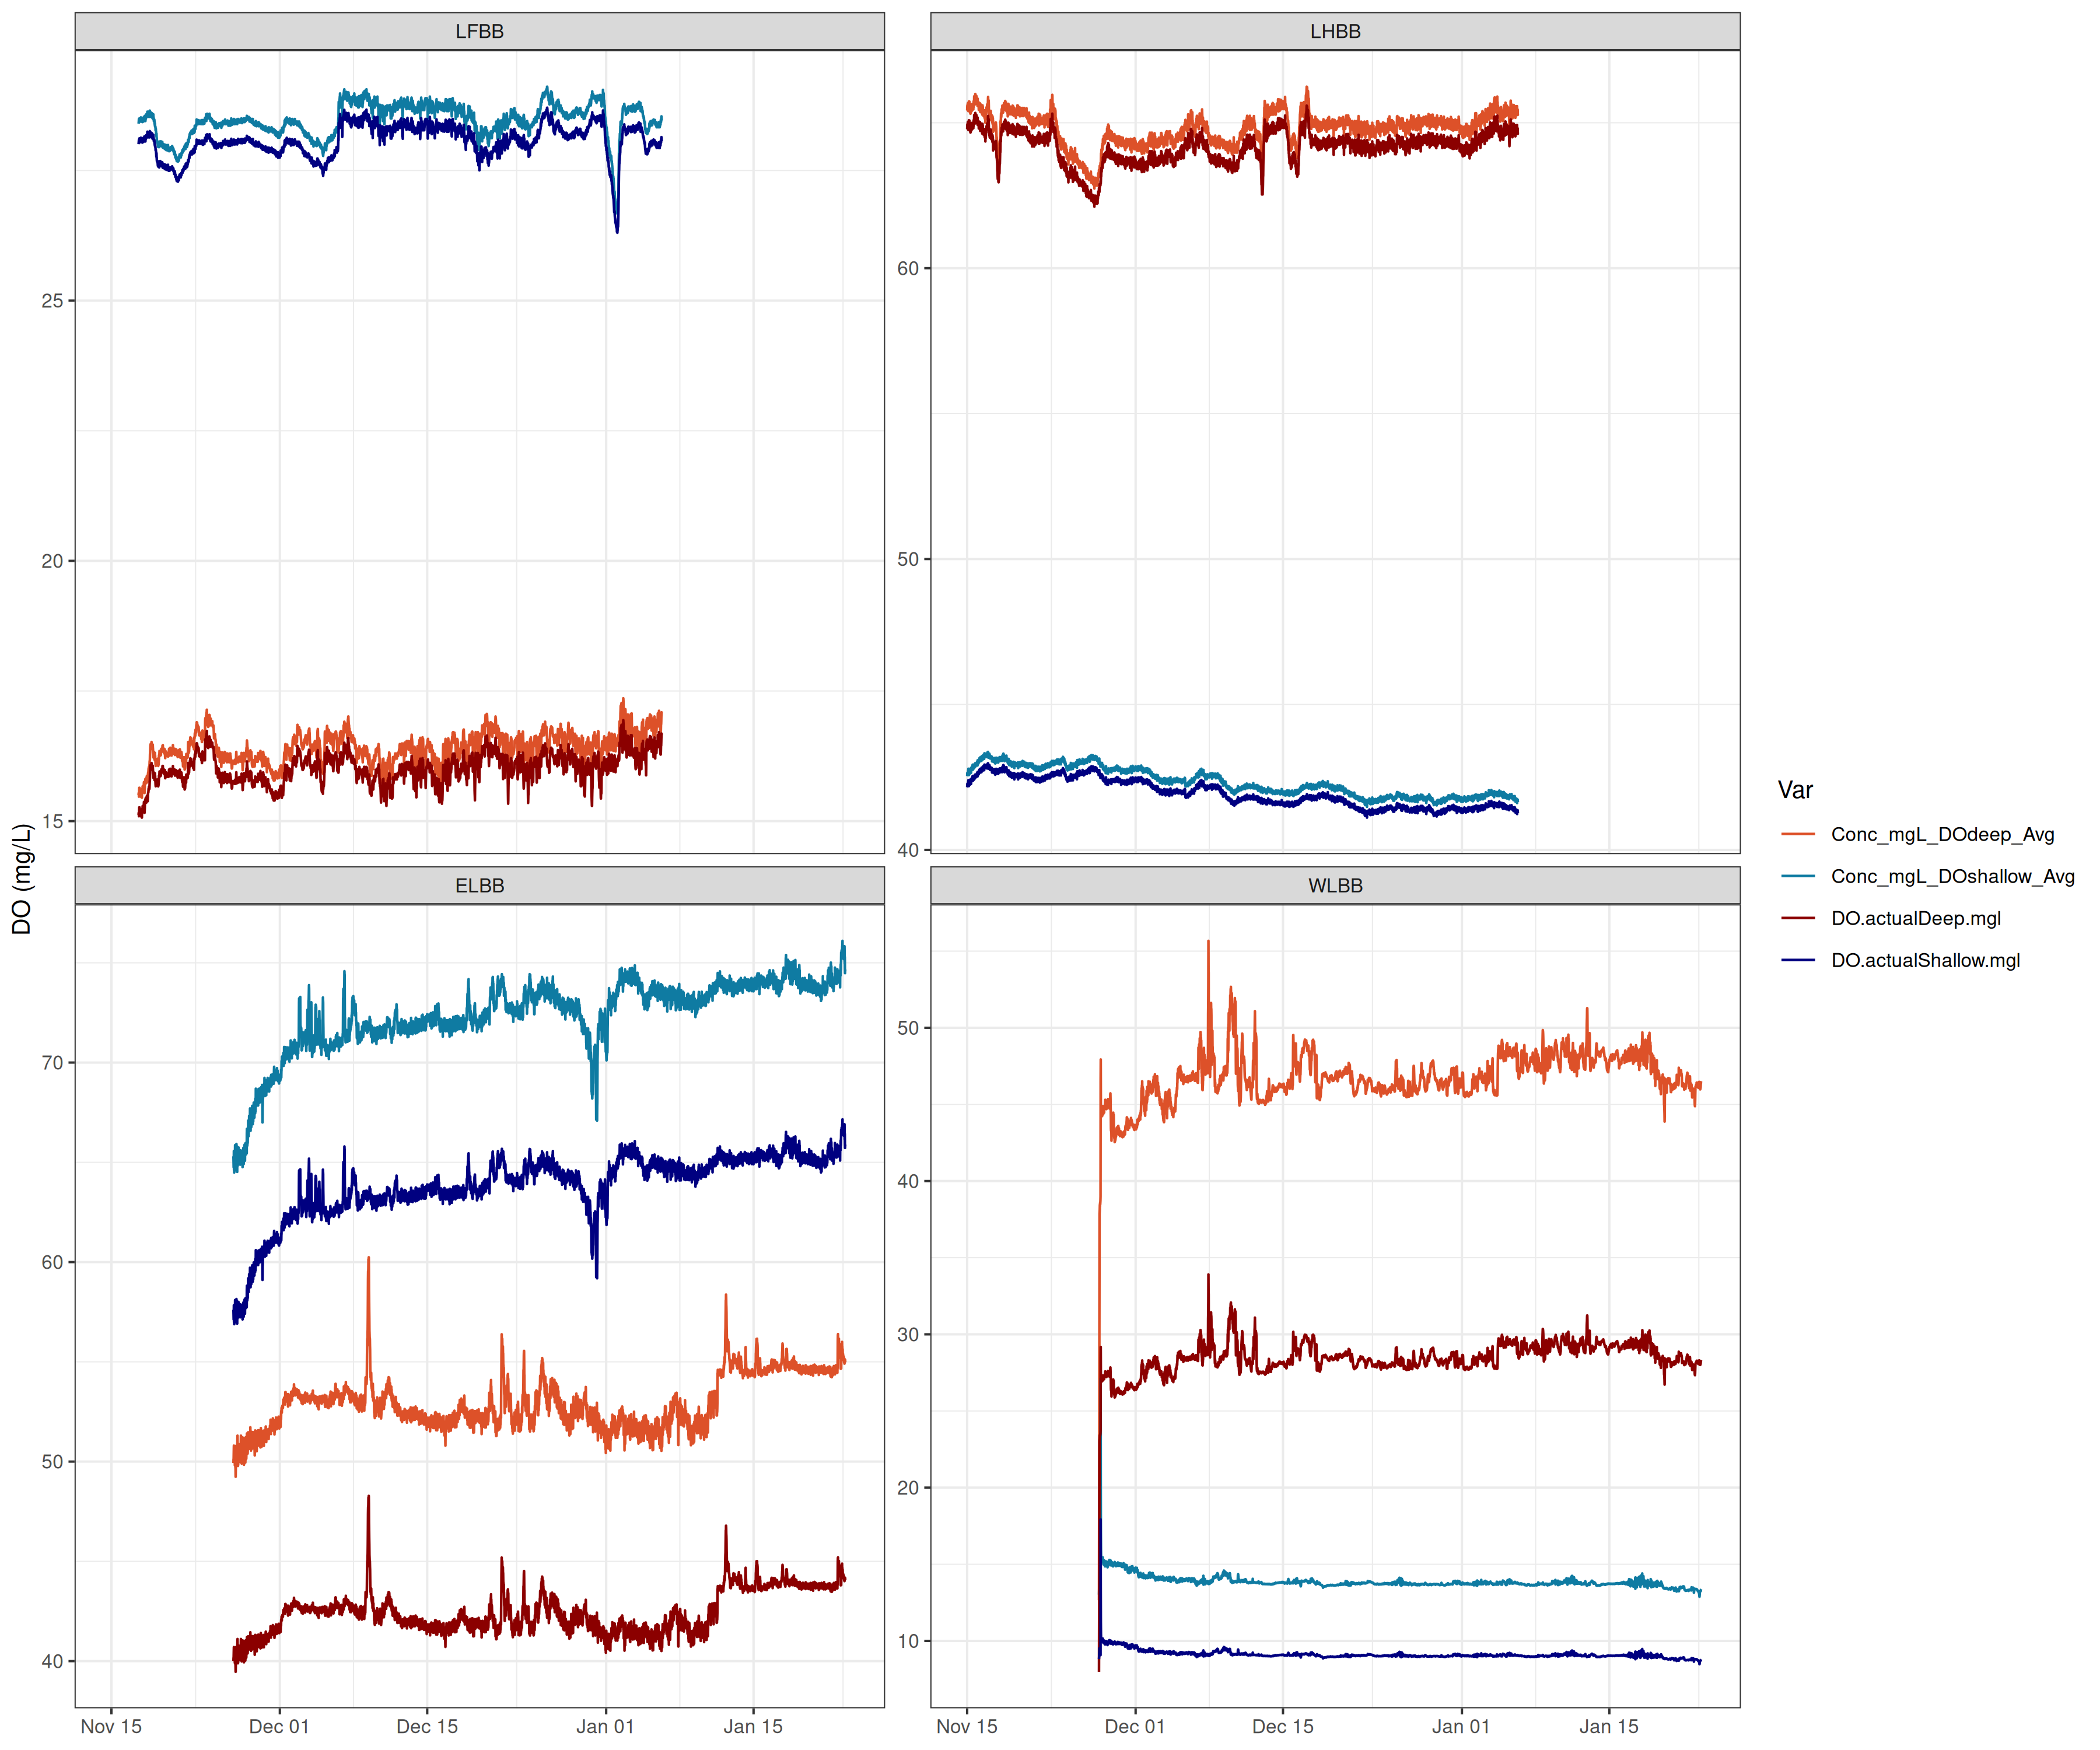 LFBB
LHBB
25
20
15
60
50
40
DO (mg/L)
ELBB
WLBB
70
60
50
40
50
40
30
20
10
Nov 15 Dec 01 Dec 15 Jan 01 Jan 15
Nov 15 Dec 01 Dec 15 Jan 01 Jan 15
Var
Conc_mgL_DOdeep_Avg
Conc_mgL_DOshallow_Avg
DO.actualDeep.mgl
DO.actualShallow.mgl